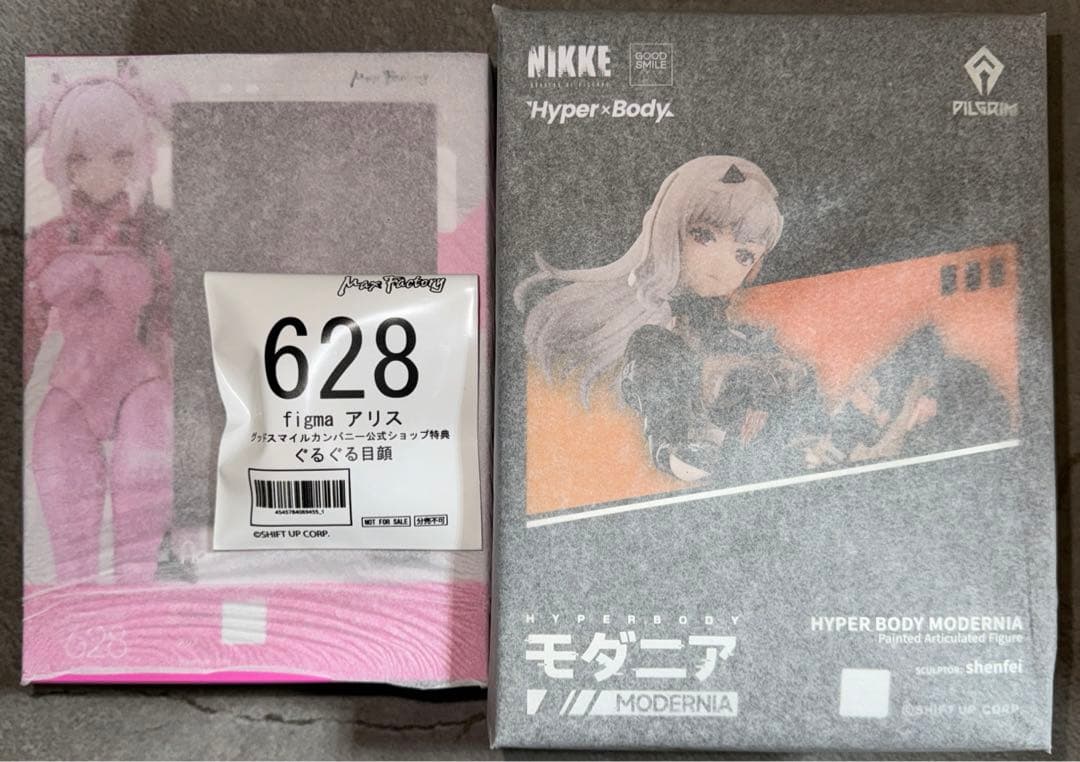 Max Factory
Max Factory
628
figma アリス
グッドスマイルカンパニー公式ショップ特典
ぐるぐる目顔
4545784069455_1
NOT FOR SALE 分売不可
©SHIFT UP CORP.
628
NIKKE
GOOD SMILE
Hyper×Body
PILGRIM
HYPERBODY
モダニア
MODERNIA
HYPER BODY MODERNIA
Painted Articulated Figure
SCULPTOR: shenfei
©SHIFT UP CORP.